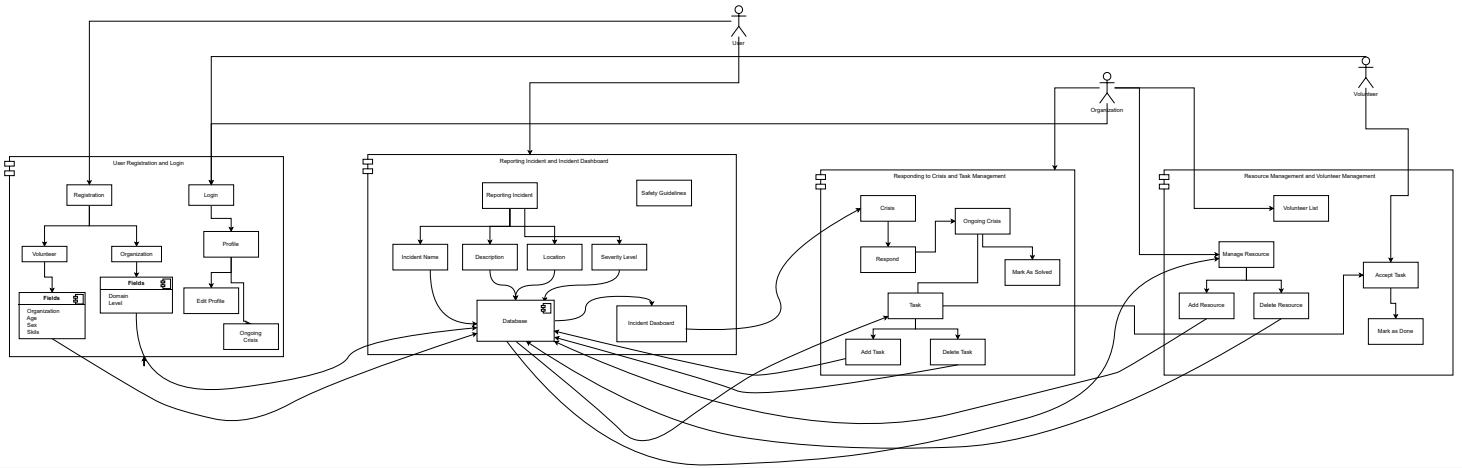 User
Organization
Volunteer
User Registration and Login
Registration
Login
Volunteer
Organization
Profile
Fields
Organization
Age
Sex
Skils
Fields
Domain
Level
Edit Profile
Ongoing
Crisis
Reporting Incident and Incident Dashboard
Reporting Incident
Safety Guidelines
Incident Name
Description
Location
Severity Level
Database
Incident Dasboard
Responding to Crisis and Task Management
Crisis
Ongoing Crisis
Respond
Mark As Solved
Task
Add Task
Delete Task
Resource Management and Volunteer Management
Volunteer List
Manage Resource
Accept Task
Add Resource
Delete Resource
Mark as Done